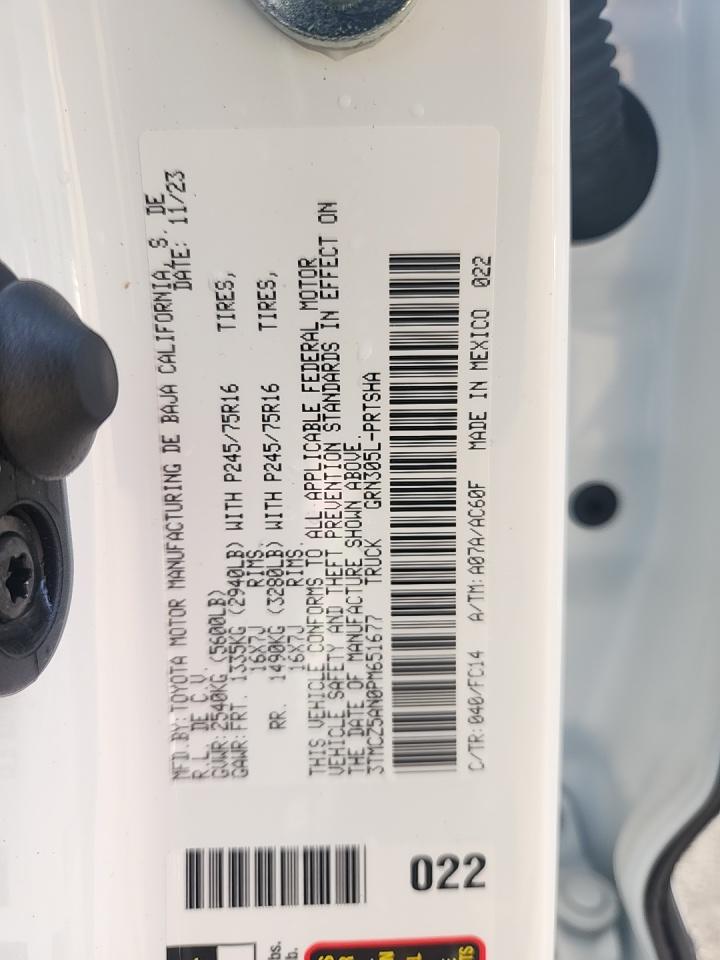 MFD.BY: TOYOTA MOTOR MANUFACTURING DE BAJA CALIFORNIA, S. DE
R.L. DE C.V. DATE: 11/23
GVWR: 2540KG (5600LB)
GAWR: FRT. 1335KG (2940LB) WITH P245/75R16 TIRES,
16X7J RIMS.
RR. 1490KG (3280LB) WITH P245/75R16 TIRES,
16X7J RIMS.
THIS VEHICLE CONFORMS TO ALL APPLICABLE FEDERAL MOTOR
VEHICLE SAFETY AND THEFT PREVENTION STANDARDS IN EFFECT ON
THE DATE OF MANUFACTURE SHOWN ABOVE.
3TMCZ5AN0PM651677 TRUCK GRN305L-PRTSHA
C/TR: 040/FC14 A/TM: A07A/AC60F MADE IN MEXICO 022
022